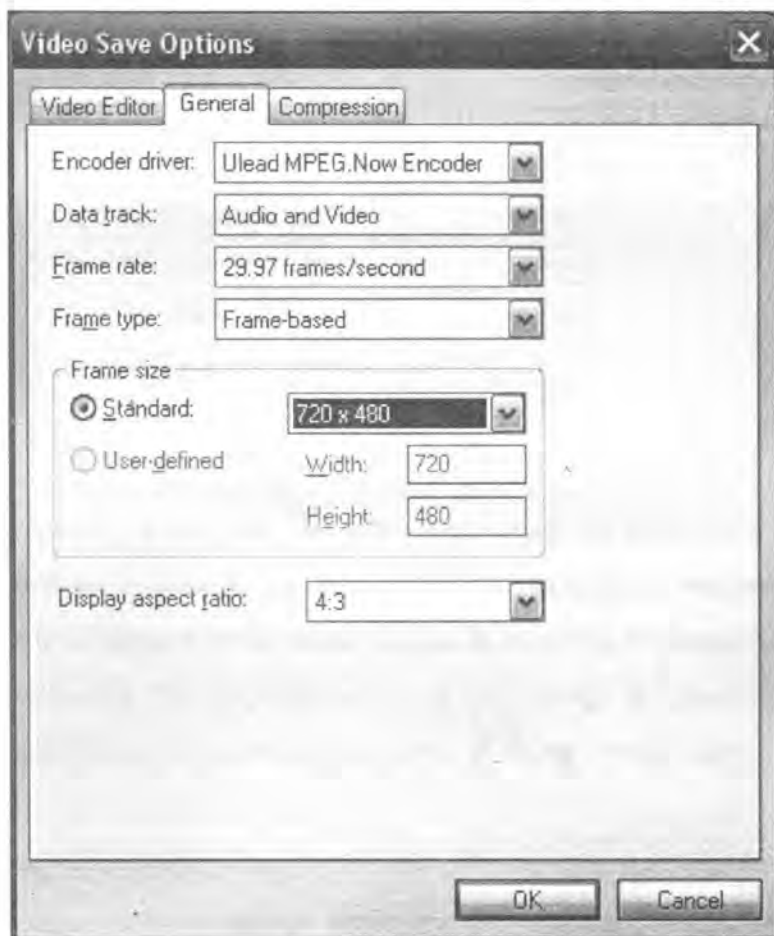 Video Save Options
Video Editor General Compression
Encoder driver: Ulead MPEG.Now Encoder
Data track: Audio and Video
Frame rate: 29.97 frames/second
Frame type: Frame-based
Frame size
Standard: 720 x 480
User-defined Width: 720
Height: 480
Display aspect ratio: 4:3
OK Cancel